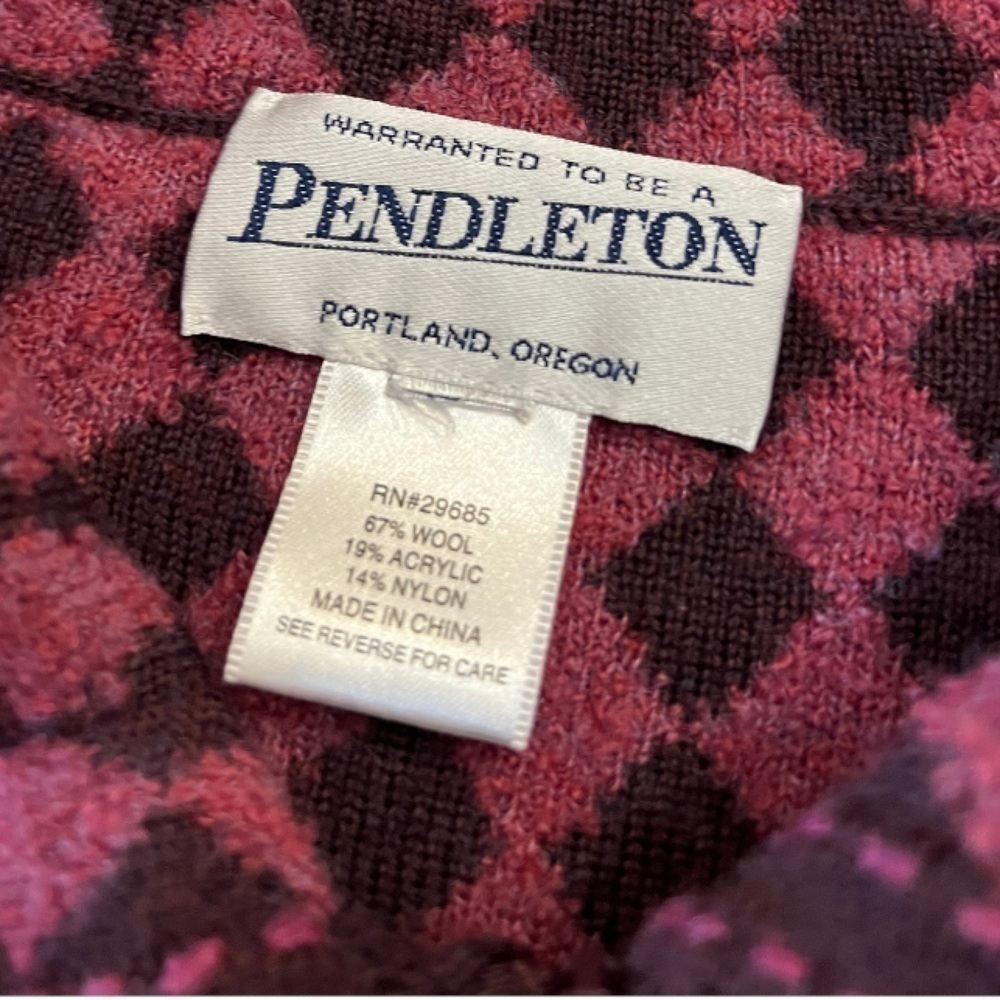 WARRANTED TO BE A
PENDLETON
PORTLAND, OREGON
RN#29685
67% WOOL
19% ACRYLIC
14% NYLON
MADE IN CHINA
SEE REVERSE FOR CARE